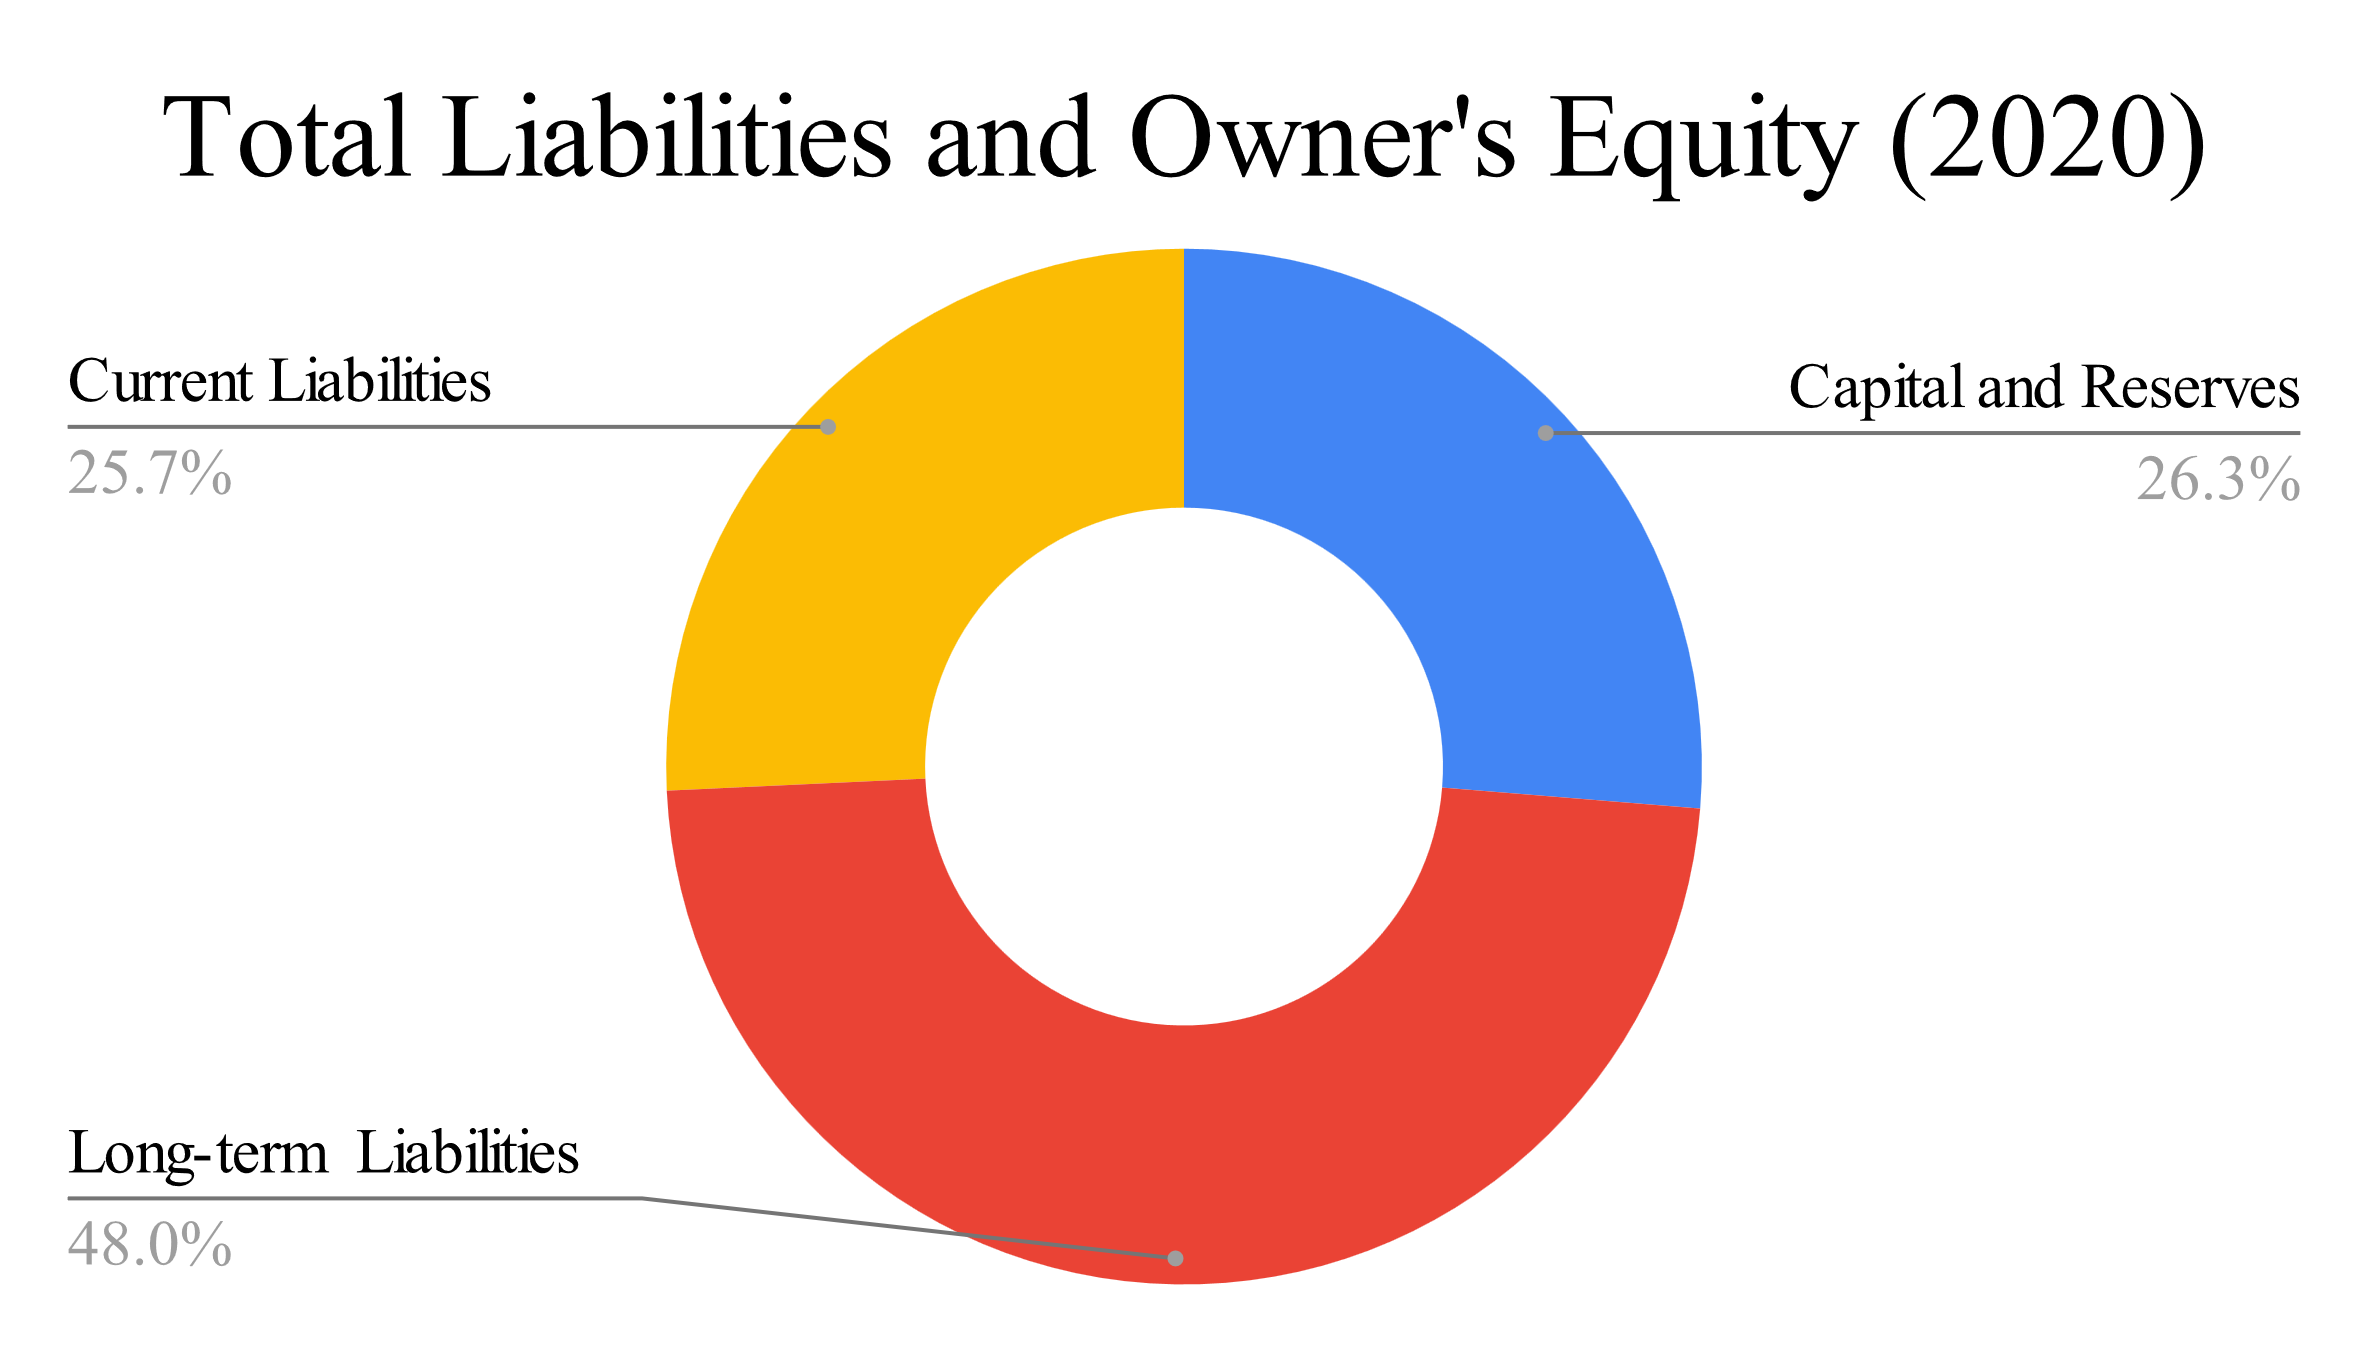 Total Liabilities and Owner's Equity (2020)
Current Liabilities
25.7%
Capital and Reserves
26.3%
Long-term Liabilities
48.0%